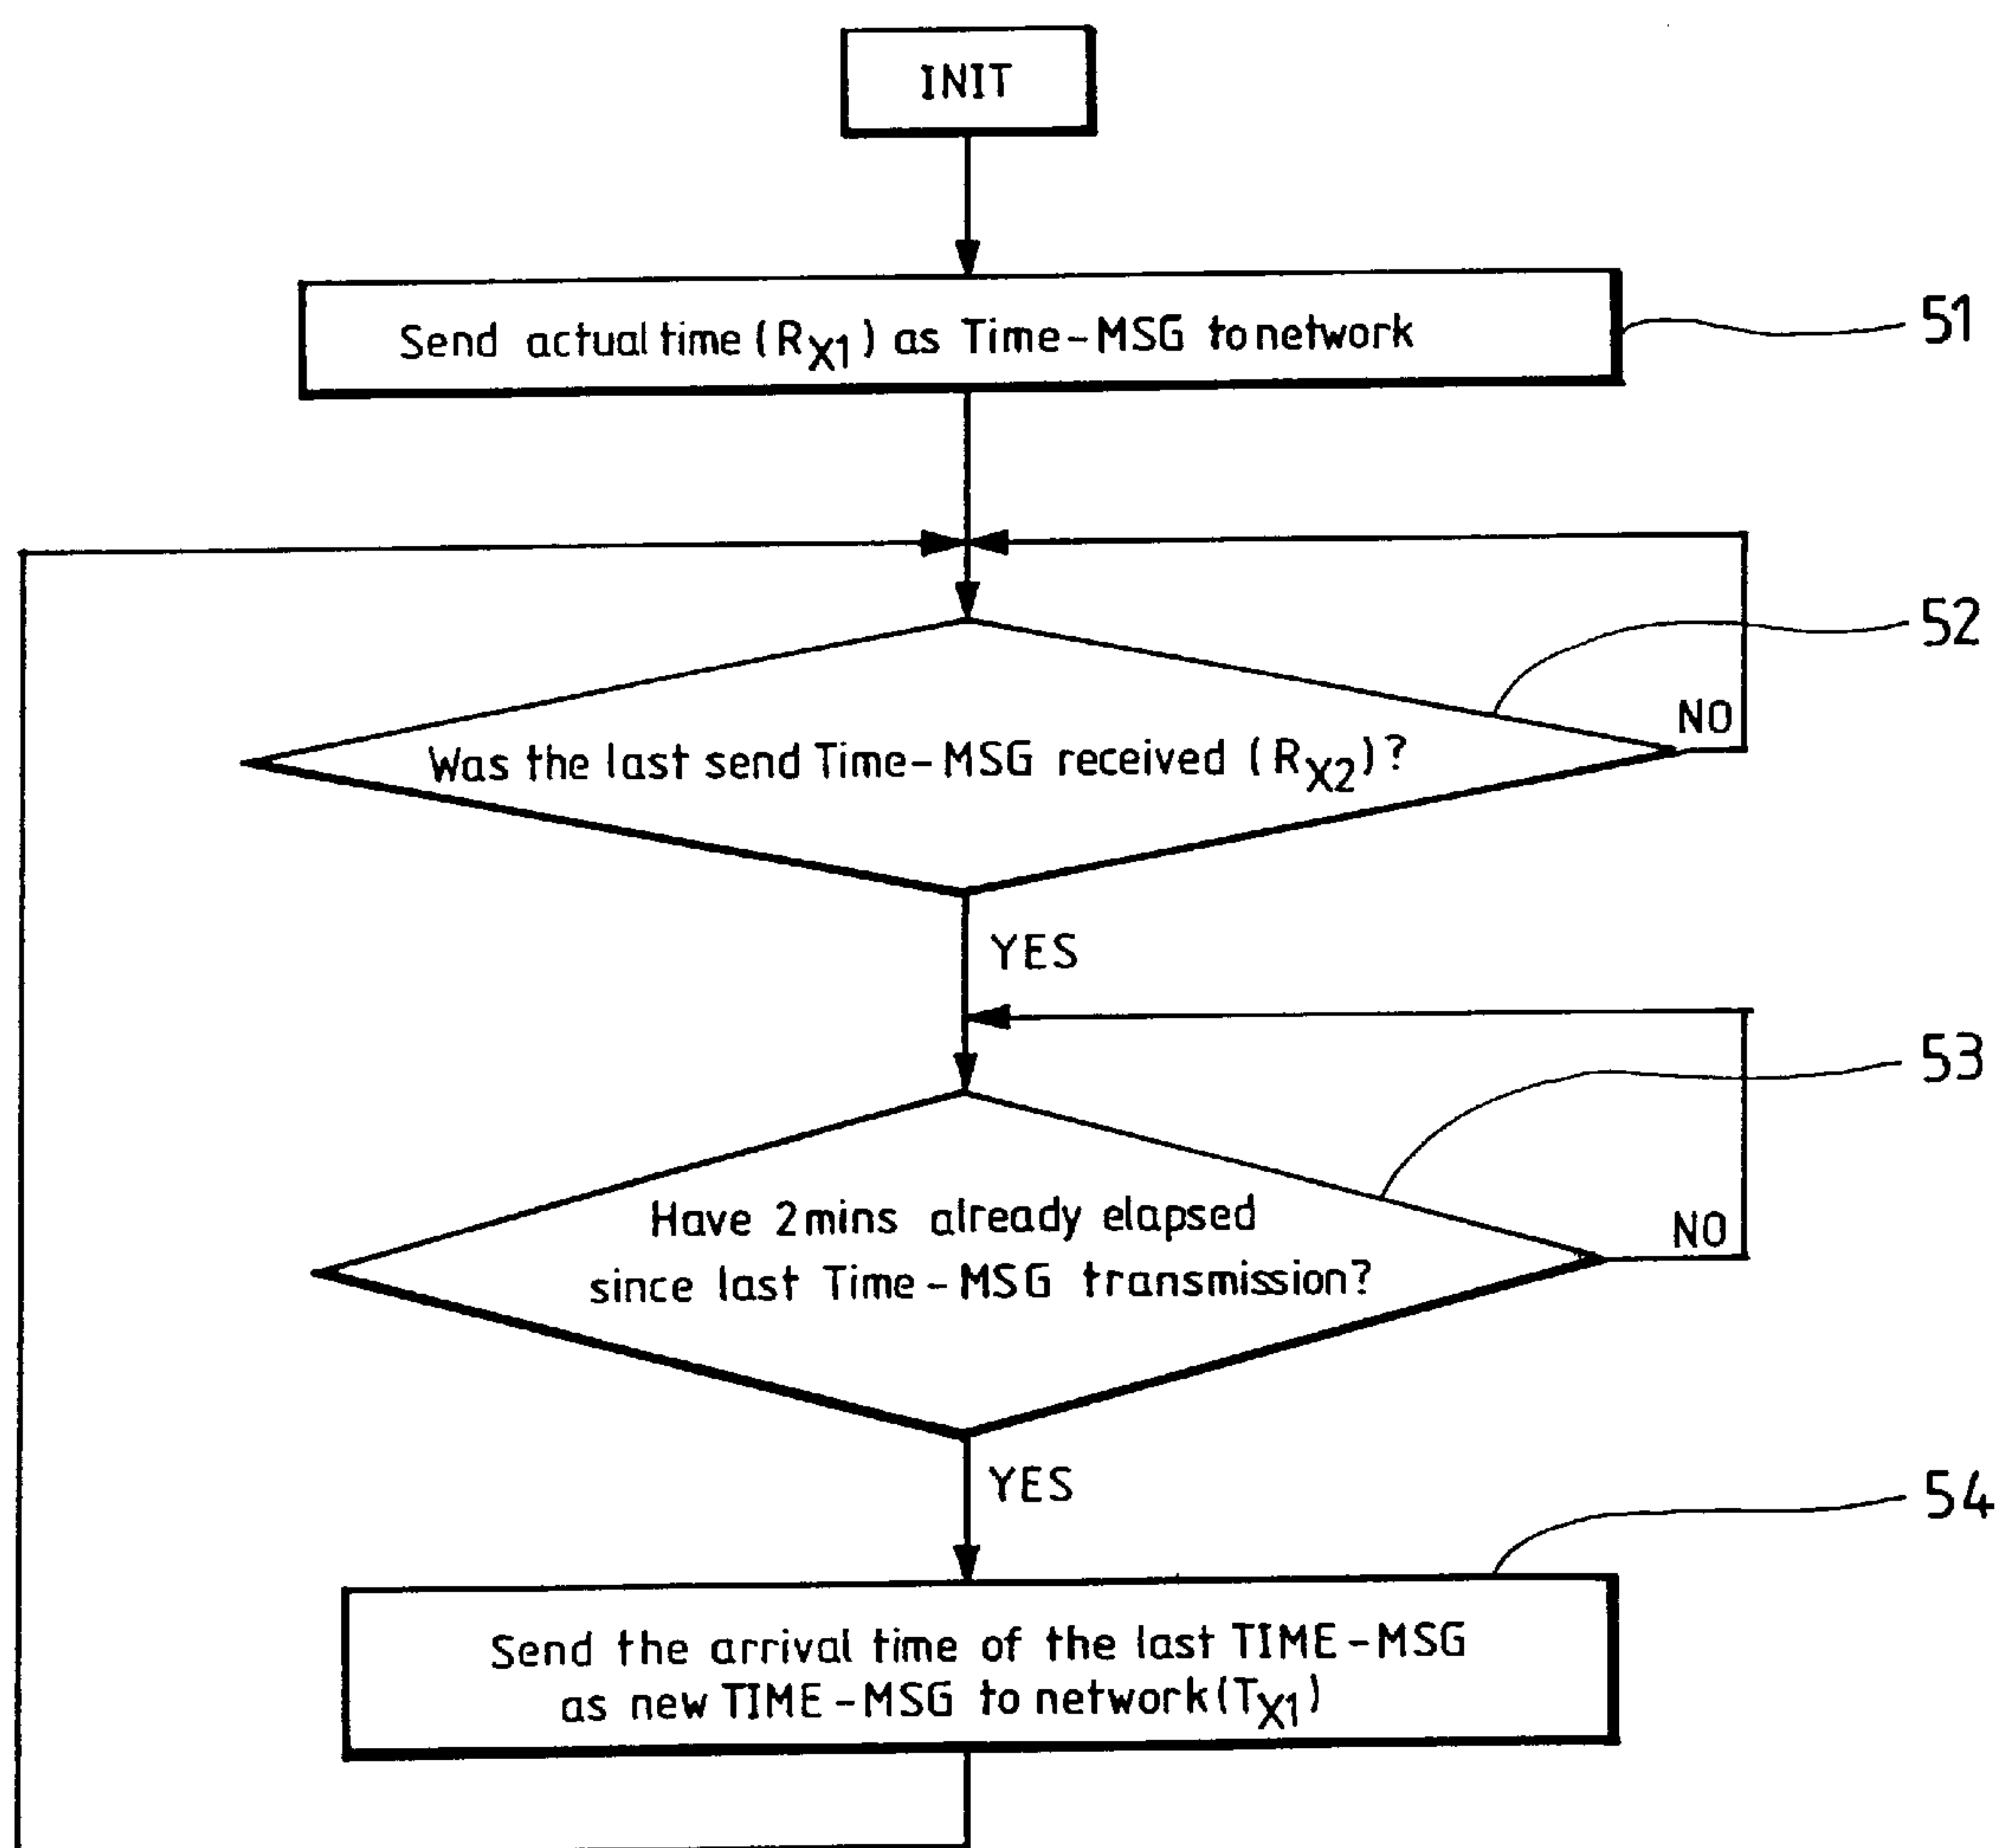 INIT
Send actual time (RX1) as Time-MSG to network
51
52
NO
Was the last send Time-MSG received (RX2)?
YES
53
Have 2mins already elapsed
NO
since last Time-MSG transmission?
YES
54
Send the arrival time of the last TIME-MSG
as new TIME-MSG to network (TX1)